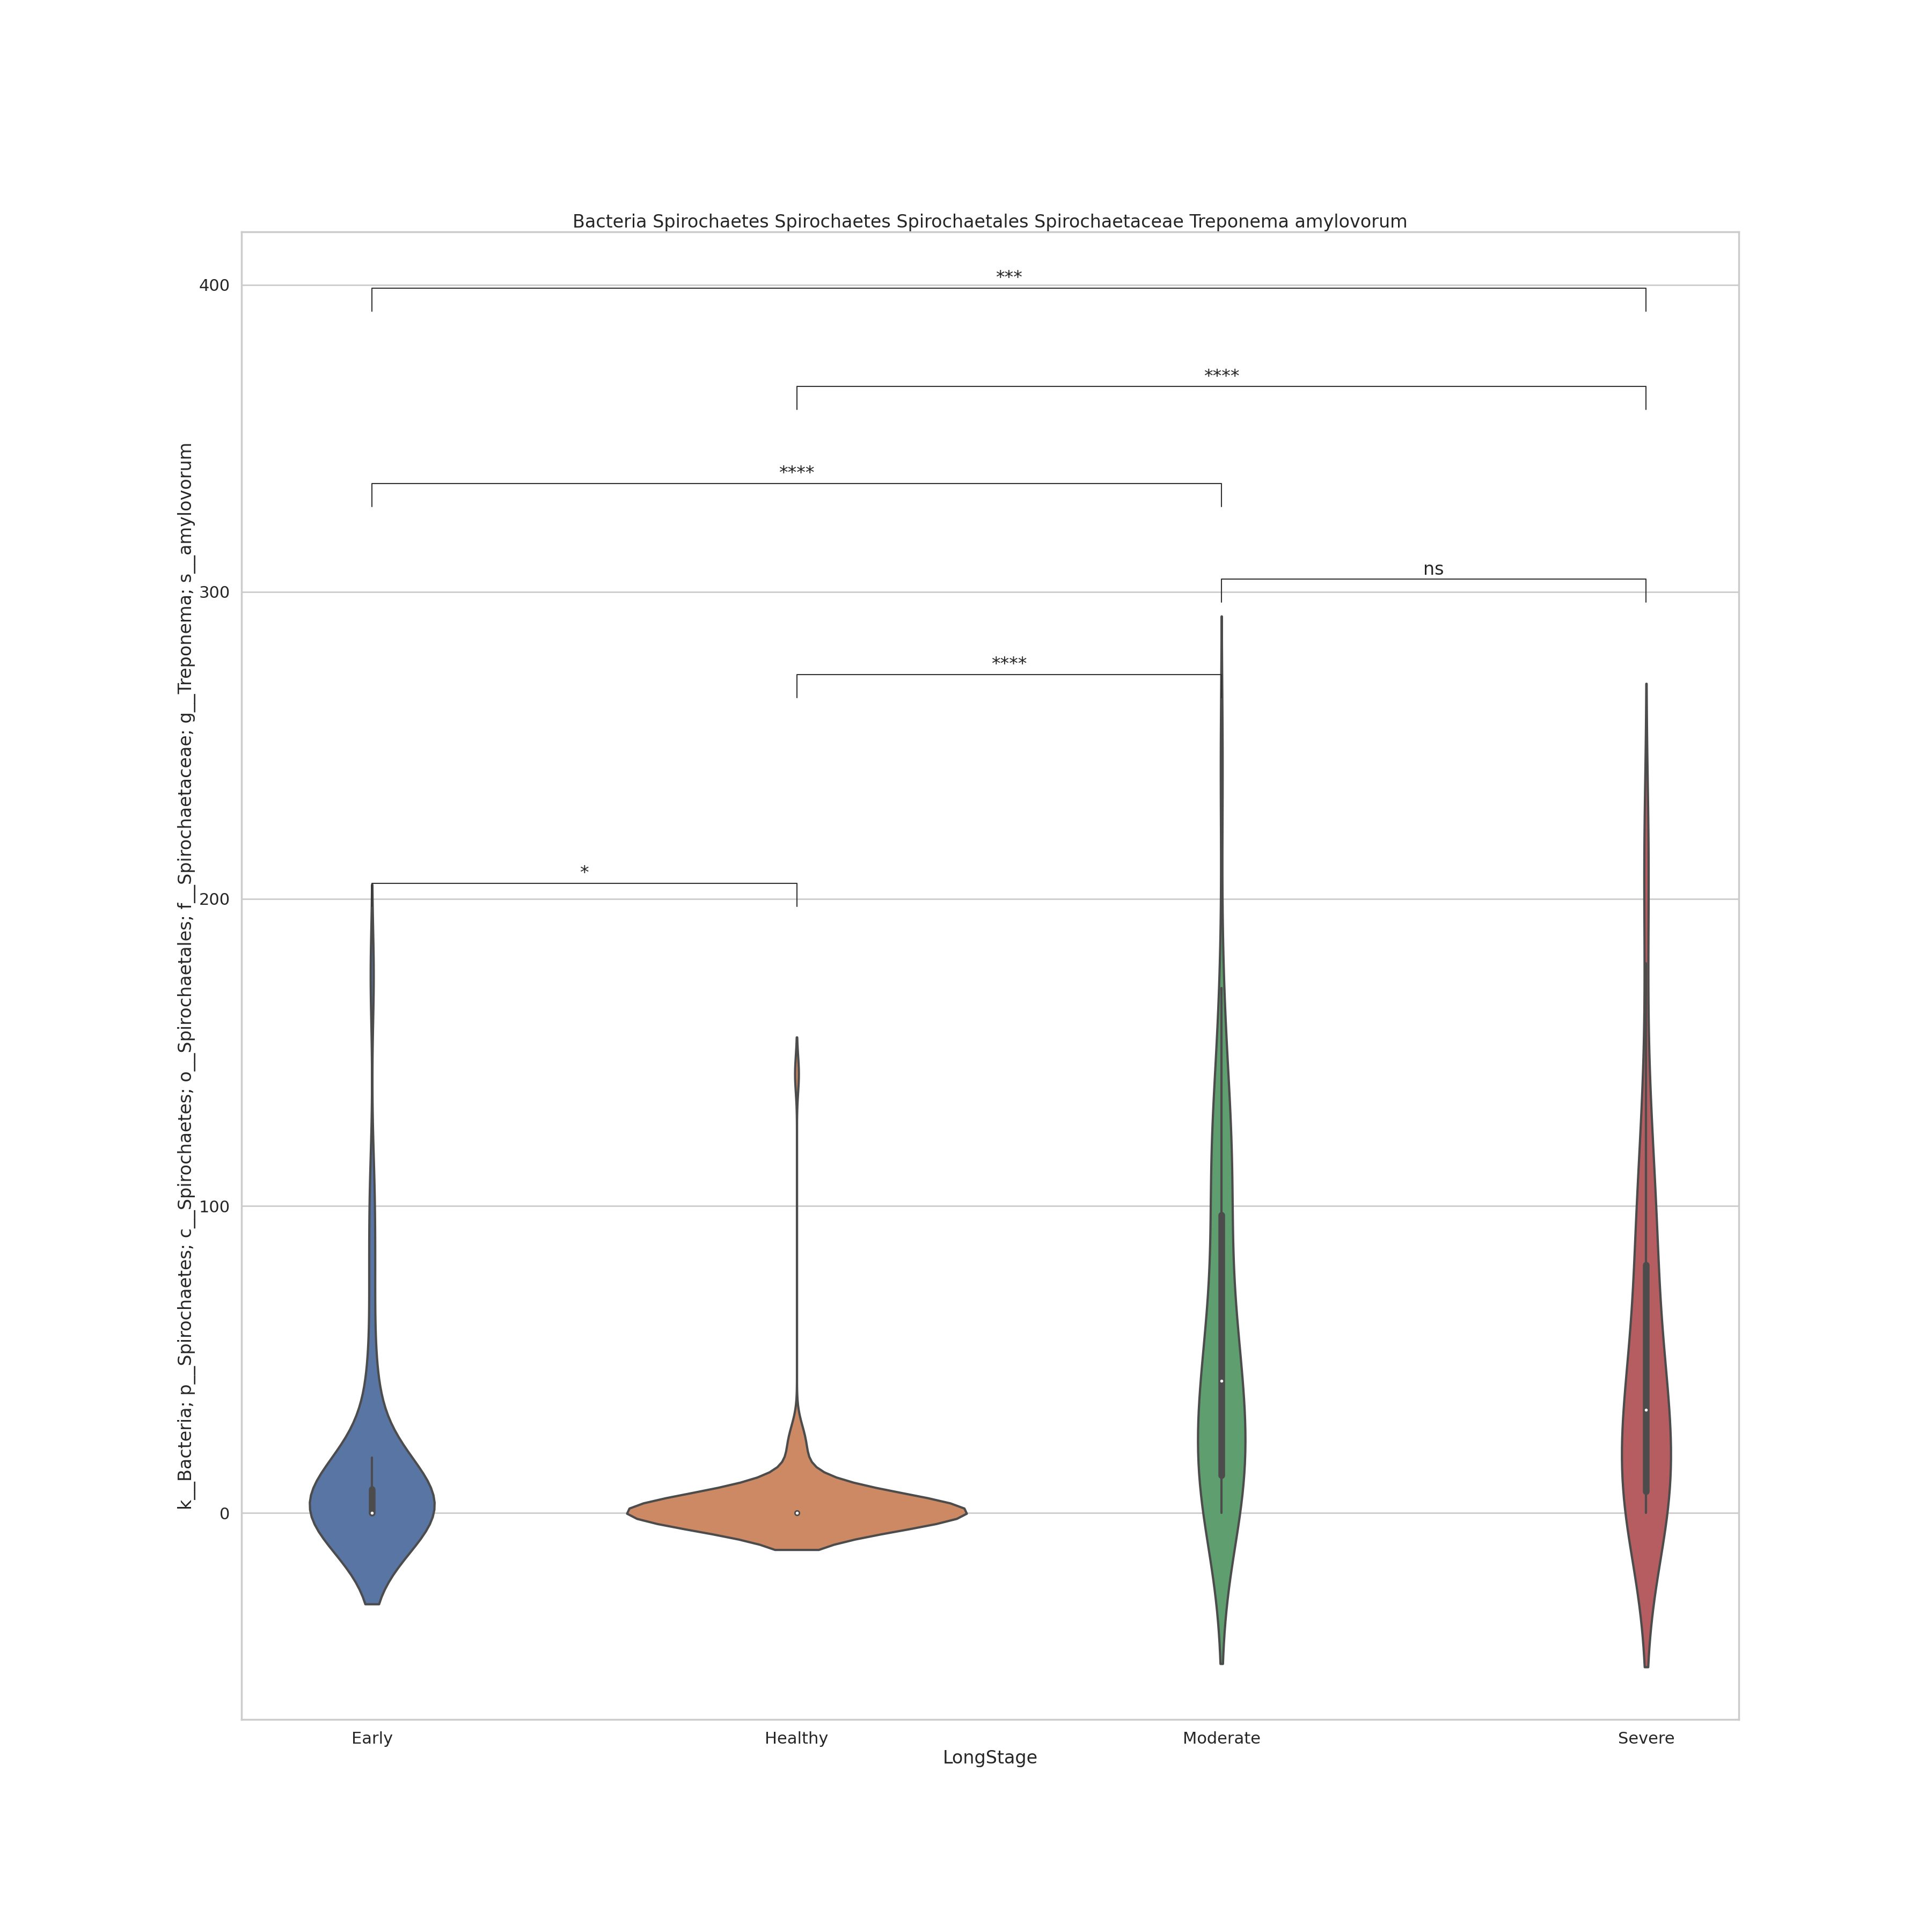 Bacteria Spirochaetes Spirochaetes Spirochaetales Spirochaetaceae Treponema amylovorum
k__Bacteria; p__Spirochaetes; c__Spirochaetes; o__Spirochaetales; f__Spirochaetaceae; g__Treponema; s__amylovorum
400
300
200
100
0
***
****
****
ns
****
*
Early Healthy Moderate Severe
LongStage